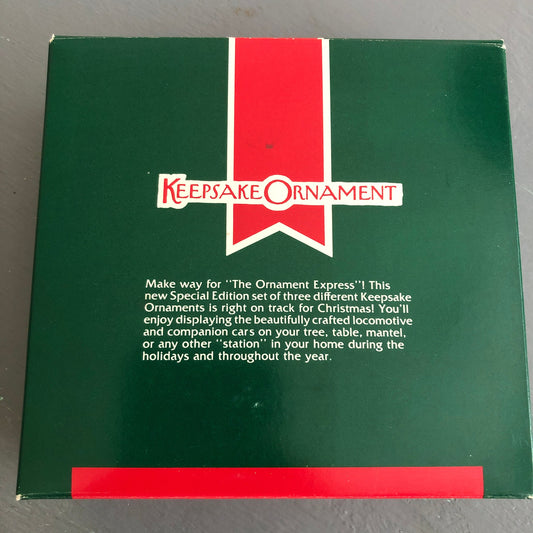 KEEPSAKE ORNAMENT
Make way for "The Ornament Express"! This
new Special Edition set of three different Keepsake
Ornaments is right on track for Christmas! You'll
enjoy displaying the beautifully crafted locomotive
and companion cars on your tree, table, mantel,
or any other "station" in your home during the
holidays and throughout the year.